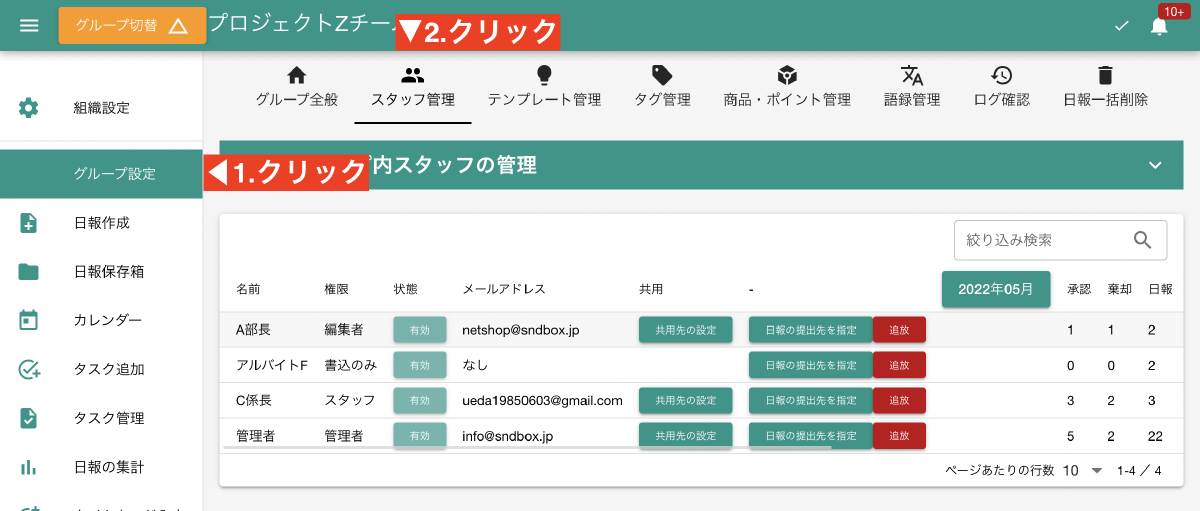 グループ切替
プロジェクトZチー
▼2.クリック
10+
グループ全般
スタッフ管理
テンプレート管理
タグ管理
商品・ポイント管理
語録管理
ログ確認
日報一括削除
組織設定
グループ設定
◀1.クリック
内スタッフの管理
日報作成
日報保存箱
カレンダー
タスク追加
タスク管理
日報の集計
絞り込み検索
名前 権限 状態 メールアドレス 共用 - 2022年05月 承認 棄却 日報
A部長 編集者 有効 netshop@sndbox.jp 共用先の設定 日報の提出先を指定 追放 1 1 2
アルバイトF 書込のみ 有効 なし 日報の提出先を指定 追放 0 0 2
C係長 スタッフ 有効 ueda19850603@gmail.com 共用先の設定 日報の提出先を指定 追放 3 2 3
管理者 管理者 有効 info@sndbox.jp 共用先の設定 日報の提出先を指定 追放 5 2 22
ページあたりの行数 10 1-4 / 4